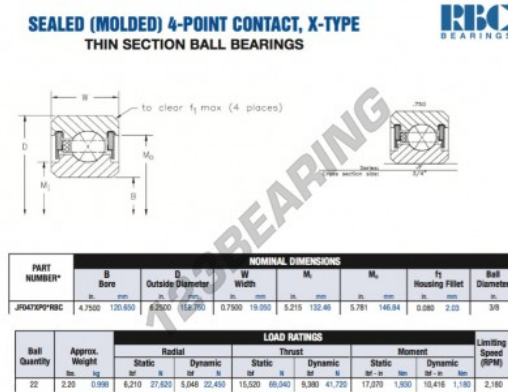 SEALED (MOLDED) 4-POINT CONTACT, X-TYPE
THIN SECTION BALL BEARINGS
RBC
BEARINGS
W
to clear f1 max (4 places)
D
Mi
B
Mo
.750
Series:
Cross section size: 3/4"
123BEARING
PART NUMBER*
NOMINAL DIMENSIONS
B Bore D Outside Diameter W Width Mi Mo f1 Housing Fillet Ball Diameter
in. mm in. mm in. mm in. mm in. mm in. mm in.
JF047XP0*RBC 4.7500 120.650 6.2500 158.750 0.7500 19.050 5.215 132.46 5.781 146.84 0.080 2.03 3/8
Ball Quantity Approx. Weight LOAD RATINGS Limiting Speed (RPM)
Radial Thrust Moment
Static Dynamic Static Dynamic Static Dynamic
lbs. kg lbf N lbf N lbf N lbf N lbf - in Nm lbf - in Nm
22 2.20 0.998 6,210 27,620 5,048 22,450 15,520 69,040 9,380 41,720 17,070 1,930 10,416 1,180 2,160